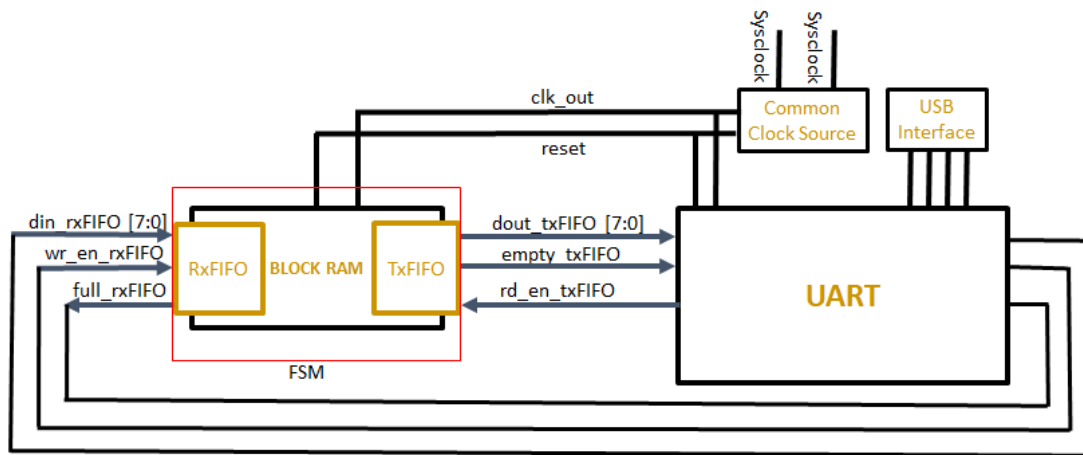 Sysclock
Sysclock
clk_out
Common
Clock Source
USB
Interface
reset
din_rxFIFO [7:0]
dout_txFIFO [7:0]
wr_en_rxFIFO
RxFIFO
BLOCK RAM
TxFIFO
empty_txFIFO
full_rxFIFO
rd_en_txFIFO
UART
FSM